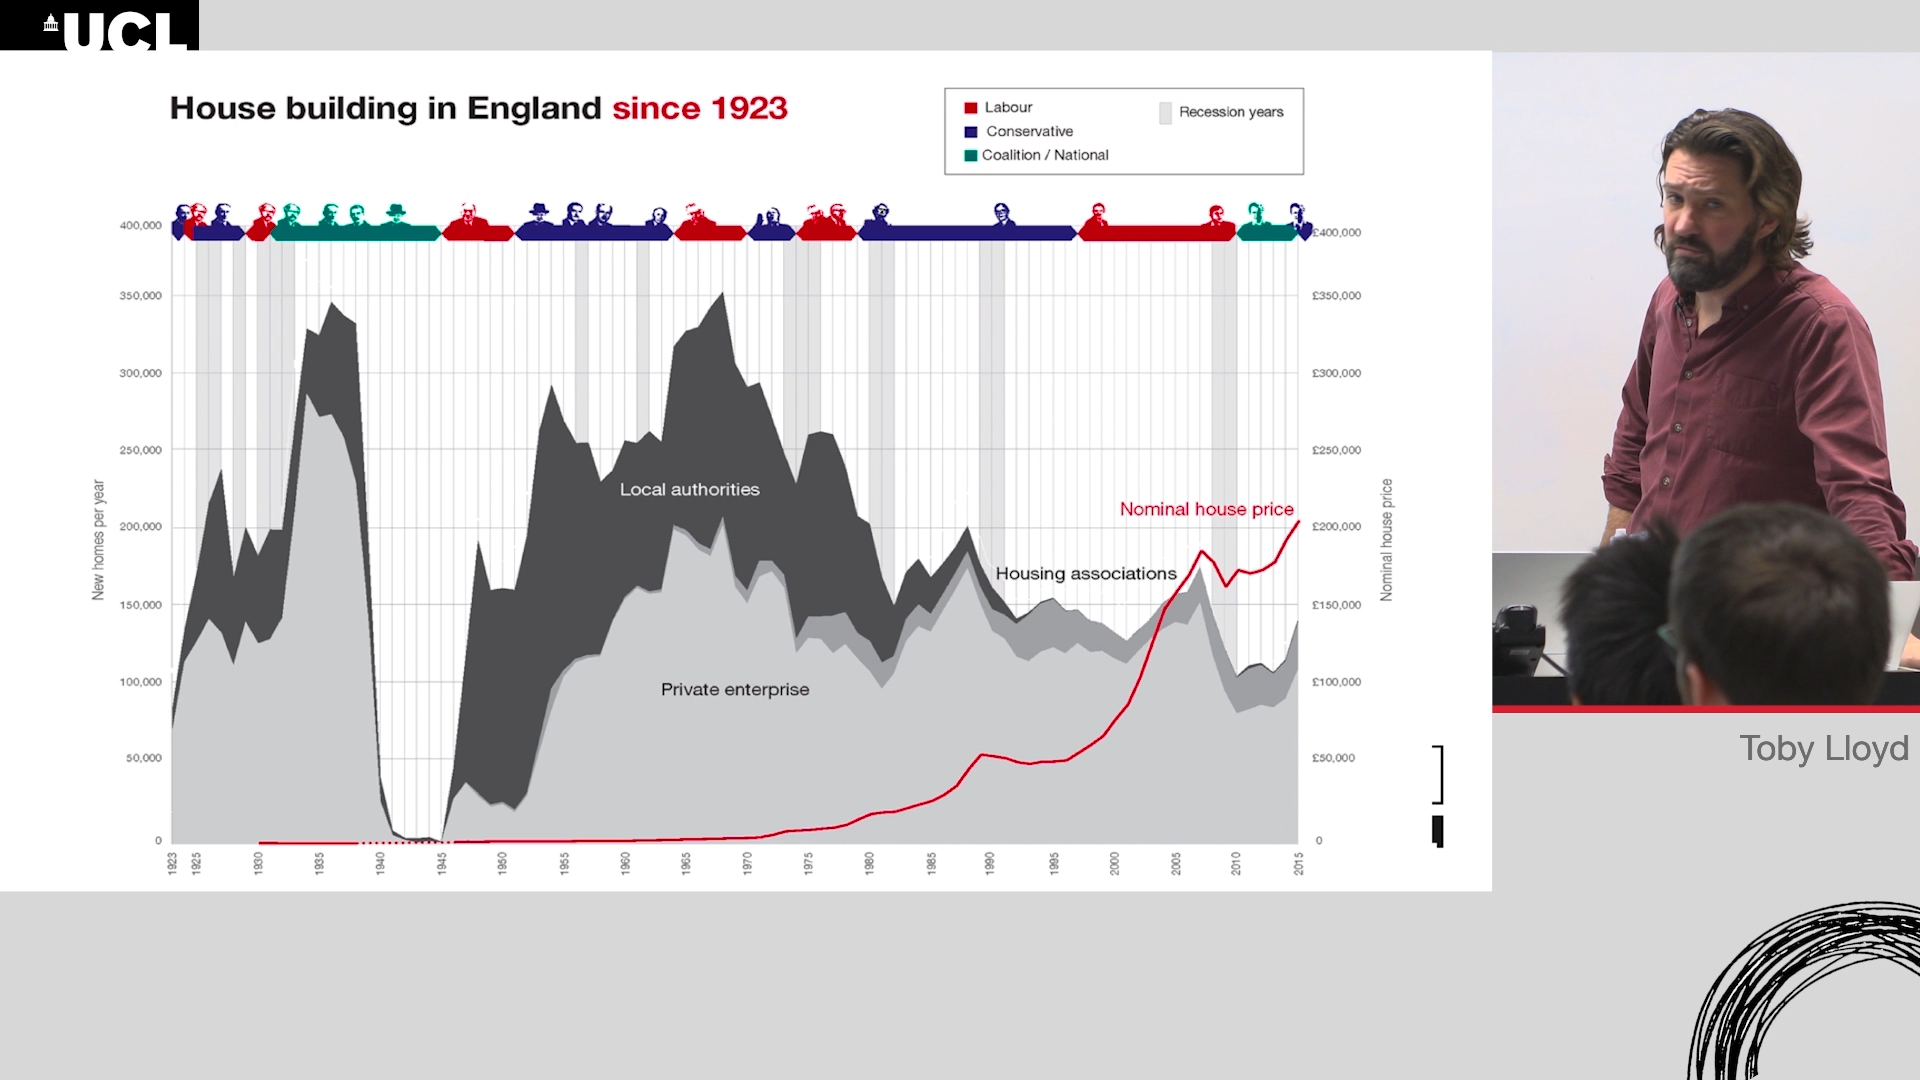 UCL
House building in England since 1923
Labour
Conservative
Coalition / National
Recession years
400,000
350,000
300,000
250,000
200,000
150,000
100,000
50,000
0
New homes per year
£400,000
£350,000
£300,000
£250,000
£200,000
£150,000
£100,000
£50,000
0
Nominal house price
Local authorities
Nominal house price
Housing associations
Private enterprise
1923
1925
1930
1935
1940
1945
1950
1955
1960
1965
1970
1975
1980
1985
1990
1995
2000
2005
2010
2015
Toby Lloyd